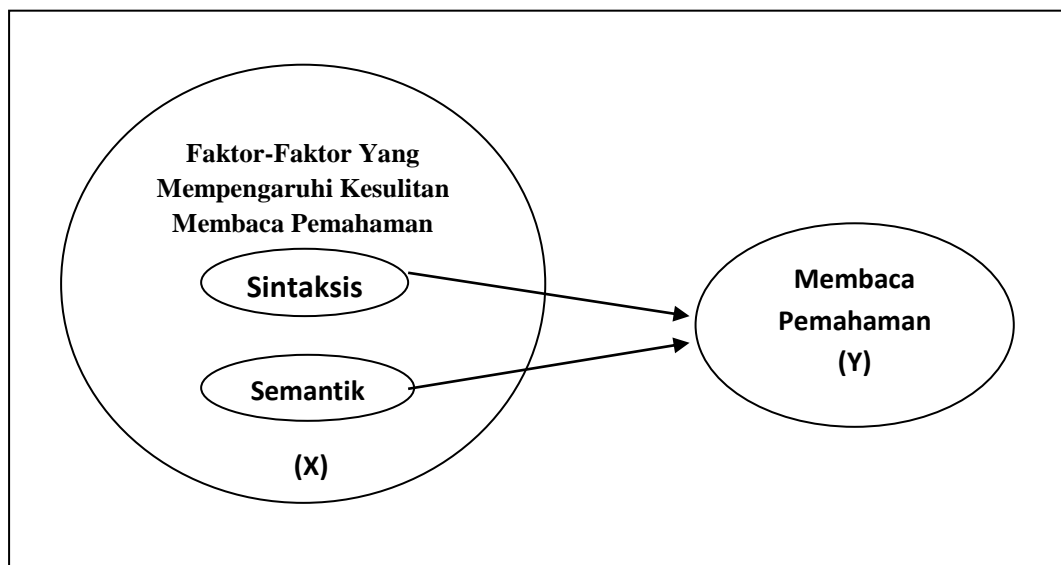 Faktor-Faktor Yang
Mempengaruhi Kesulitan
Membaca Pemahaman
Sintaksis
Semantik
(X)
Membaca
Pemahaman
(Y)